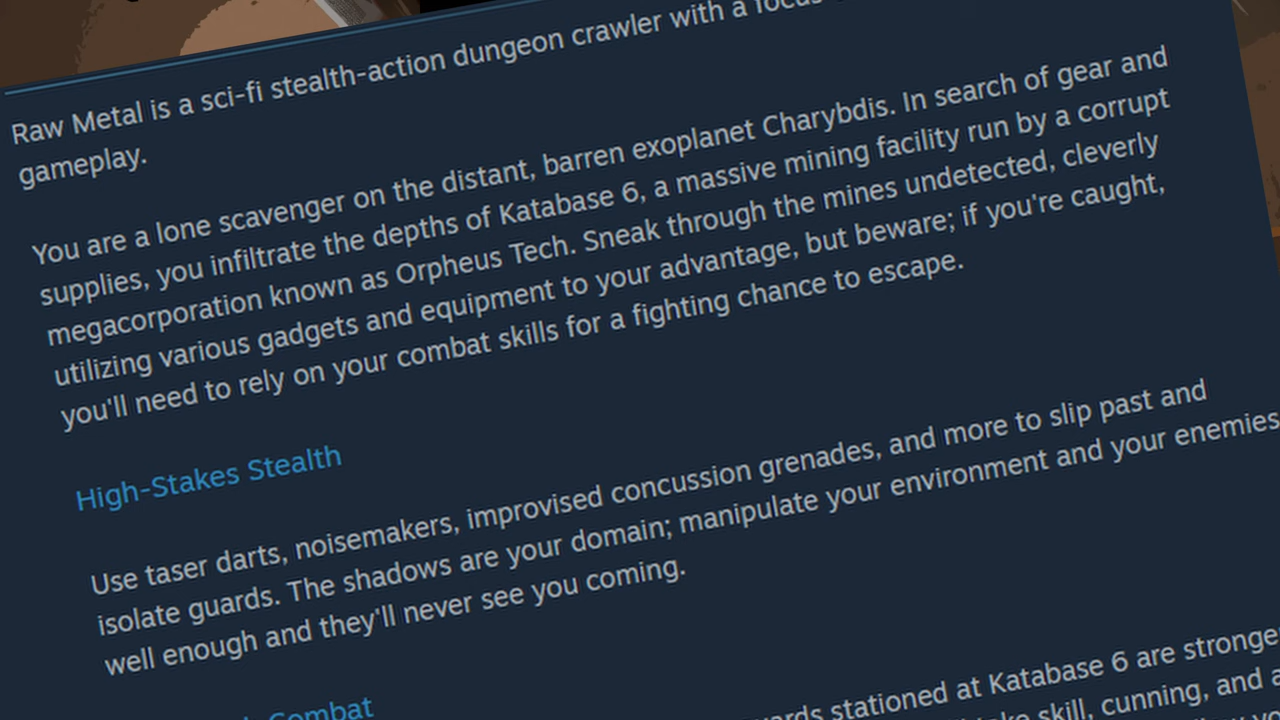 Raw Metal is a sci-fi stealth-action dungeon crawler with a focus
gameplay.
You are a lone scavenger on the distant, barren exoplanet Charybdis. In search of gear and
supplies, you infiltrate the depths of Katabase 6, a massive mining facility run by a corrupt
megacorporation known as Orpheus Tech. Sneak through the mines undetected, cleverly
utilizing various gadgets and equipment to your advantage, but beware; if you're caught,
you'll need to rely on your combat skills for a fighting chance to escape.
High-Stakes Stealth
Use taser darts, noisemakers, improvised concussion grenades, and more to slip past and
isolate guards. The shadows are your domain; manipulate your environment and your enemies
well enough and they'll never see you coming.
Combat
stationed at Katabase 6 are
skill, cunning, and